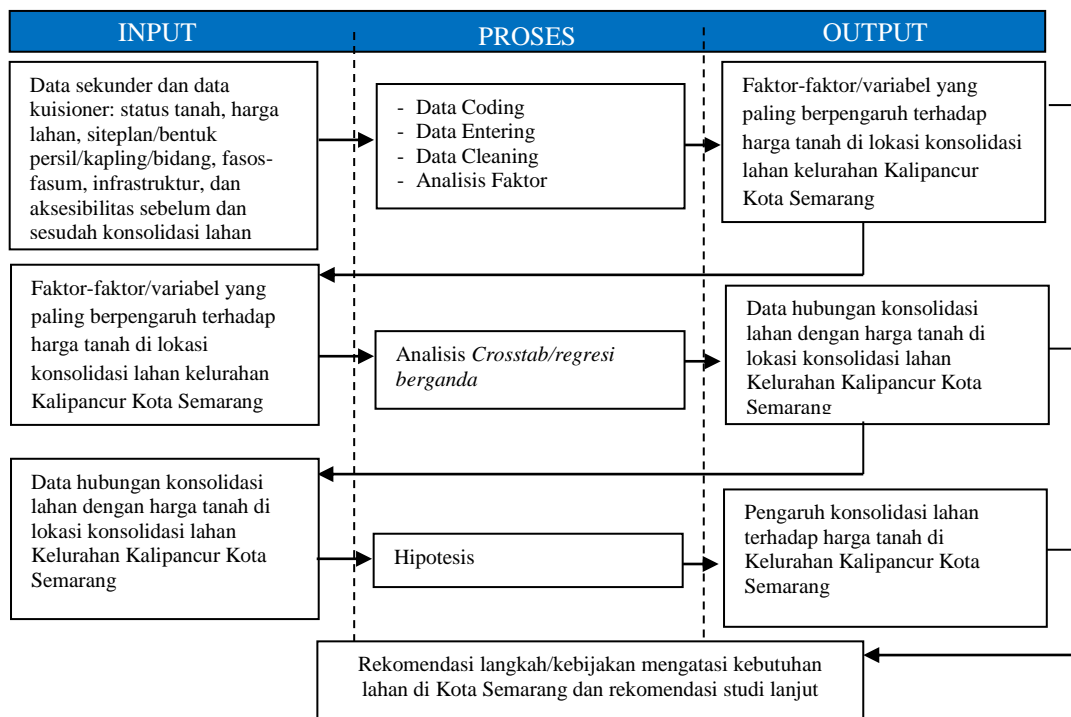 INPUT
PROSES
OUTPUT
Data sekunder dan data
kuisioner: status tanah, harga
lahan, siteplan/bentuk
persil/kapling/bidang, fasos-
fasum, infrastruktur, dan
aksesibilitas sebelum dan
sesudah konsolidasi lahan
- Data Coding
- Data Entering
- Data Cleaning
- Analisis Faktor
Faktor-faktor/variabel yang
paling berpengaruh terhadap
harga tanah di lokasi konsolidasi
lahan kelurahan Kalipancur
Kota Semarang
Faktor-faktor/variabel yang
paling berpengaruh terhadap
harga tanah di lokasi
konsolidasi lahan kelurahan
Kalipancur Kota Semarang
Analisis Crosstab/regresi
berganda
Data hubungan konsolidasi
lahan dengan harga tanah di
lokasi konsolidasi lahan
Kelurahan Kalipancur Kota
Semarang
Data hubungan konsolidasi
lahan dengan harga tanah di
lokasi konsolidasi lahan
Kelurahan Kalipancur Kota
Semarang
Hipotesis
Pengaruh konsolidasi lahan
terhadap harga tanah di
Kelurahan Kalipancur Kota
Semarang
Rekomendasi langkah/kebijakan mengatasi kebutuhan
lahan di Kota Semarang dan rekomendasi studi lanjut